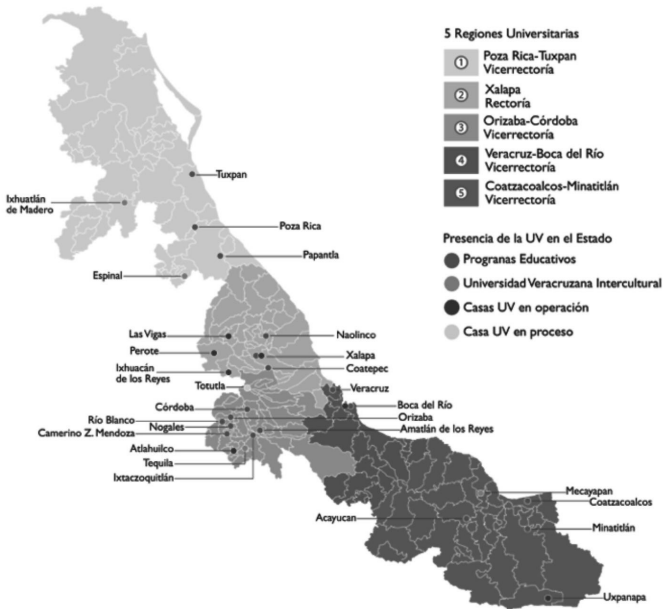 5 Regiones Universitarias
1 Poza Rica-Tuxpan
Vicerrectoría
2 Xalapa
Rectoría
3 Orizaba-Córdoba
Vicerrectoría
4 Veracruz-Boca del Río
Vicerrectoría
5 Coatzacoalcos-Minatitlán
Vicerrectoría
Presencia de la UV en el Estado
Progranas Educativos
Universidad Veracruzana Intercultural
Casas UV en operación
Casa UV en proceso
Tuxpan
Ixhuatlán
de Madero
Poza Rica
Papantla
Espinal
Las Vigas
Naolinco
Perote
Xalapa
Ixhuacán
de los Reyes
Coatepec
Totutla
Veracruz
Córdoba
Boca del Río
Río Blanco
Orizaba
Nogales
Amatlán de los Reyes
Camerino Z. Mendoza
Atlahuilco
Tequila
Ixtaczoquitlán
Mecayapan
Coatzacoalcos
Acayucan
Minatitlán
Uxpanapa